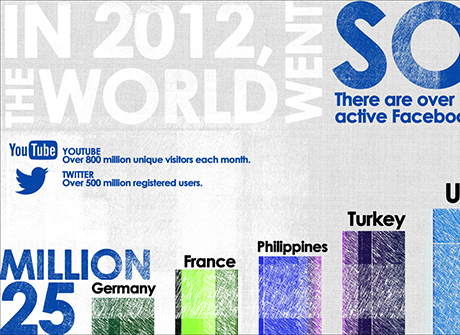 IN 2012,
THE WORLD WENT
SO
There are over
active Facebo
YouTube
YOUTUBE
Over 800 million unique visitors each month.
TWITTER
Over 500 million registered users.
U
Turkey
Philippines
France
Germany
MILLION
25